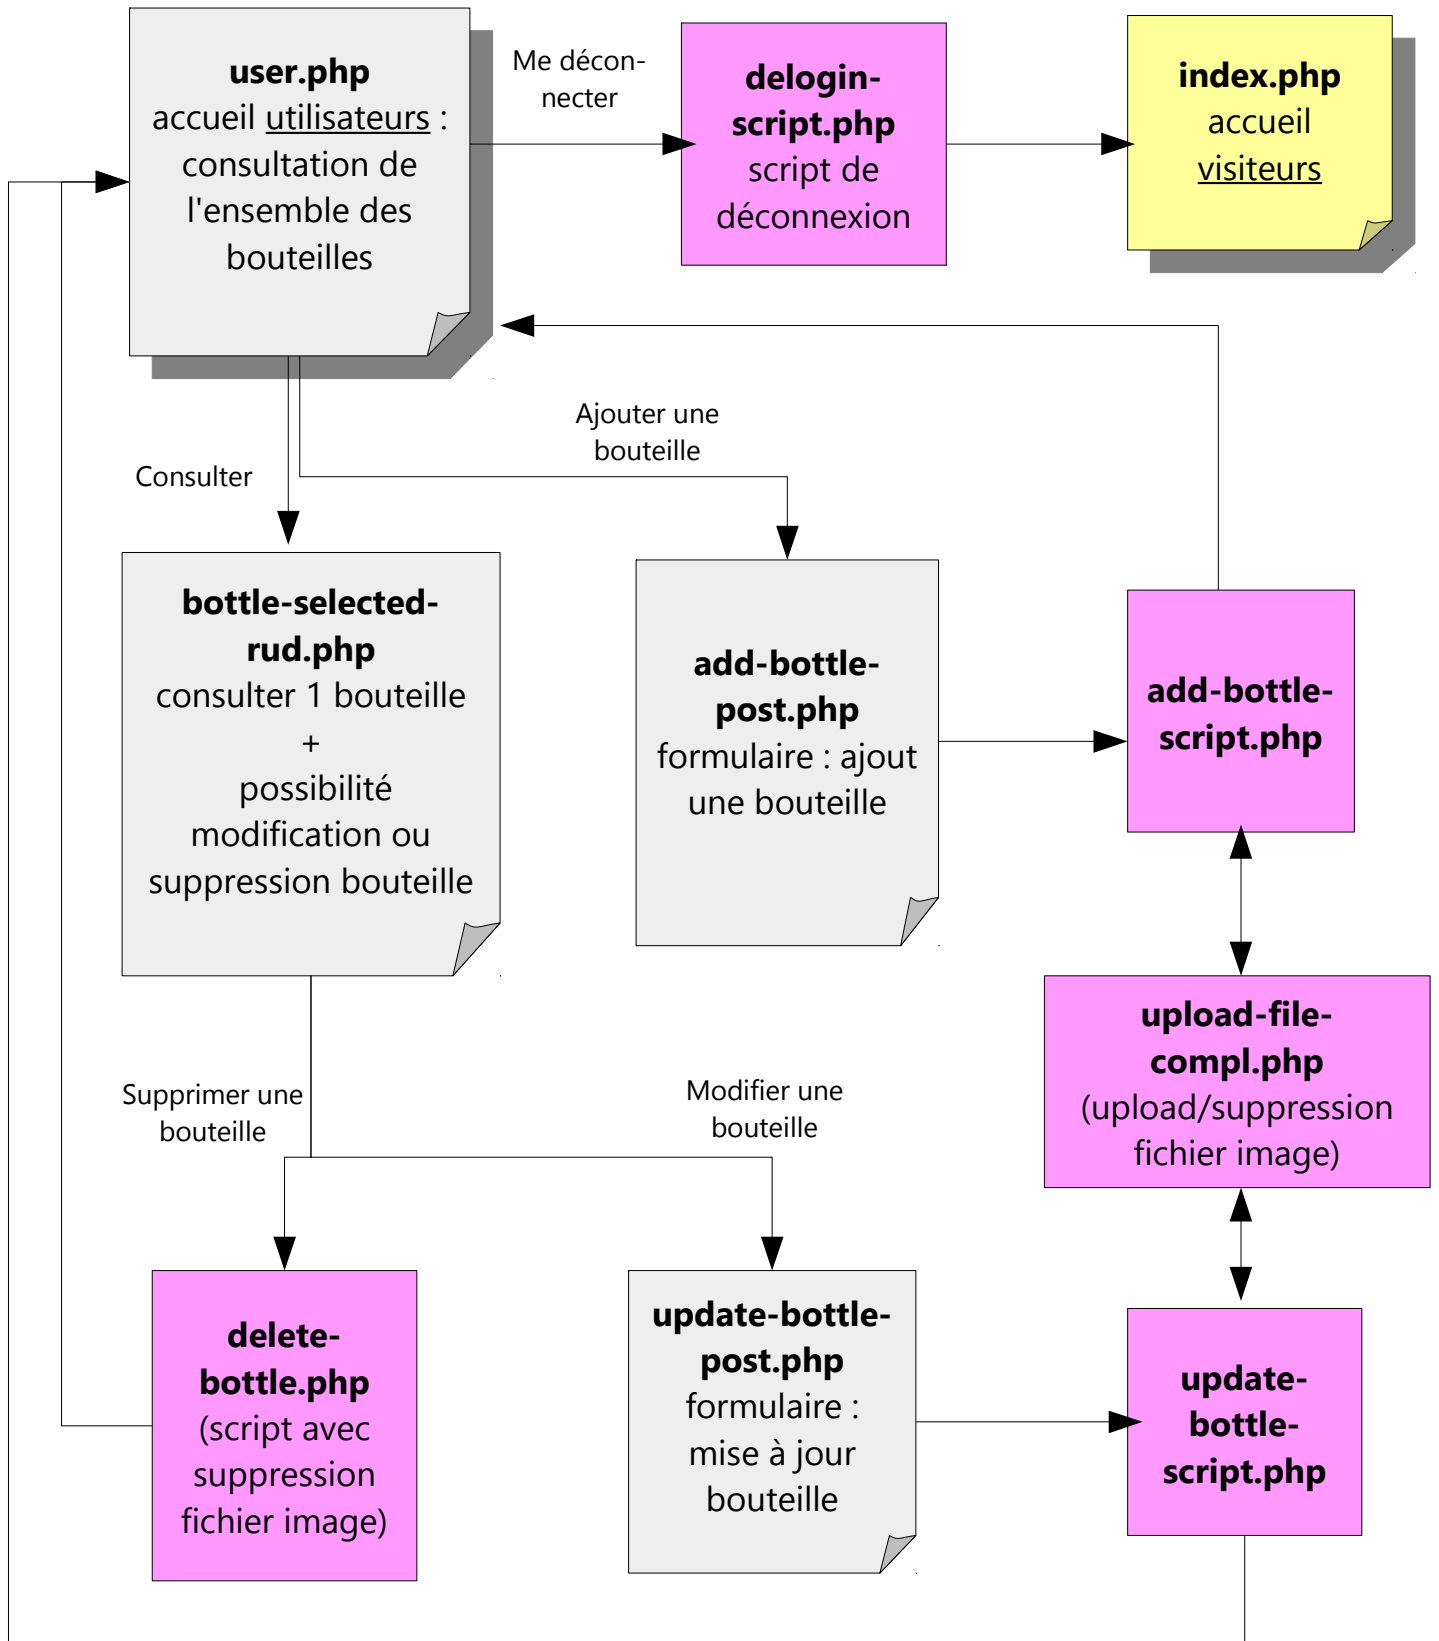 user.php
accueil utilisateurs :
consultation de
l'ensemble des
bouteilles
Me décon-
necter
delogin-
script.php
script de
déconnexion
index.php
accueil
visiteurs
Consulter
Ajouter une
bouteille
bottle-selected-
rud.php
consulter 1 bouteille
+
possibilité
modification ou
suppression bouteille
add-bottle-
post.php
formulaire : ajout
une bouteille
add-bottle-
script.php
upload-file-
compl.php
(upload/suppression
fichier image)
Supprimer une
bouteille
Modifier une
bouteille
delete-
bottle.php
(script avec
suppression
fichier image)
update-bottle-
post.php
formulaire :
mise à jour
bouteille
update-
bottle-
script.php